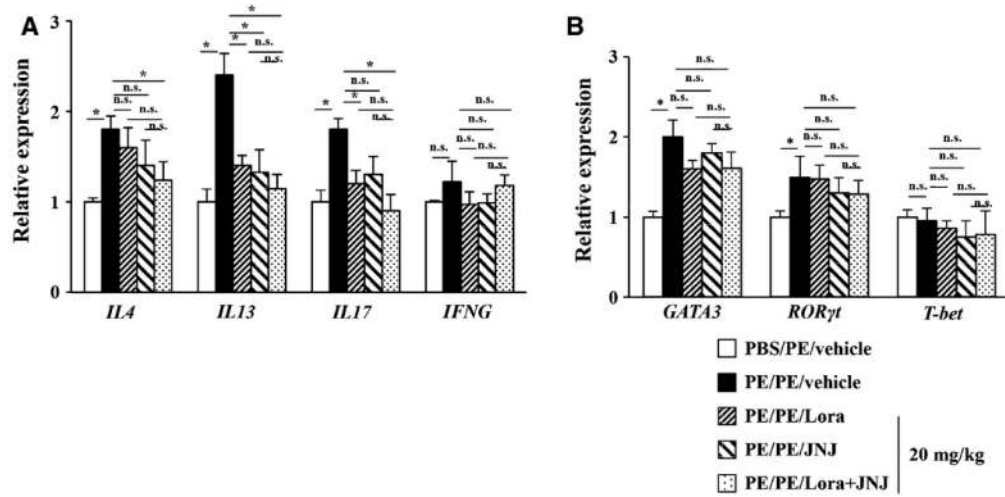 A
Relative expression
3
2
1
0
*
n.s.
* n.s. n.s.
n.s.
IL4
*
*
* * n.s.
n.s.
IL13
*
n.s.
* * n.s.
n.s.
IL17
n.s.
n.s.
n.s. n.s. n.s.
n.s.
IFNG
B
Relative expression
3
2
1
0
n.s.
n.s.
* n.s. n.s.
n.s.
GATA3
n.s.
n.s.
* n.s. n.s.
n.s.
RORγt
n.s.
n.s.
n.s. n.s. n.s.
n.s.
T-bet
PBS/PE/vehicle
PE/PE/vehicle
PE/PE/Lora
PE/PE/JNJ
PE/PE/Lora+JNJ
20 mg/kg